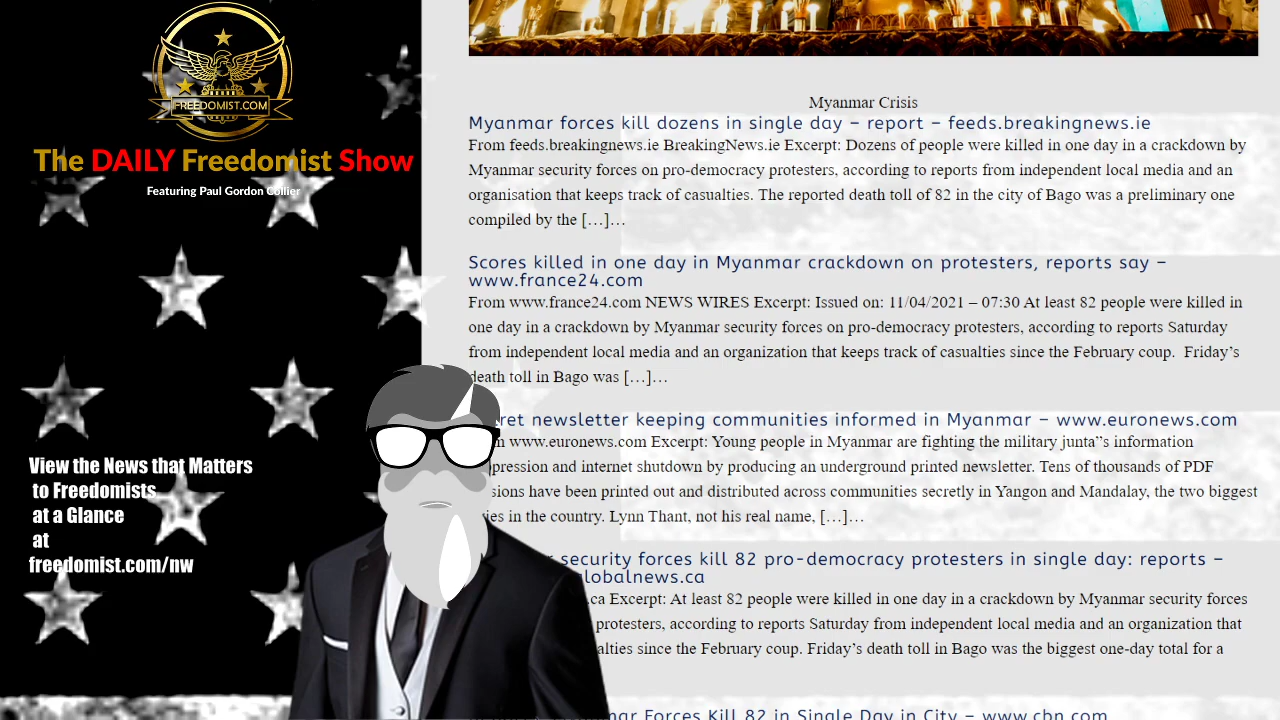 FREEDOMIST.COM
The DAILY Freedomist Show
Featuring Paul Gordon Collier
View the News that Matters
to Freedomists
at a Glance
at
freedomist.com/nw
Myanmar Crisis
Myanmar forces kill dozens in single day – report – feeds.breakingnews.ie
From feeds.breakingnews.ie BreakingNews.ie Excerpt: Dozens of people were killed in one day in a crackdown by
Myanmar security forces on pro-democracy protesters, according to reports from independent local media and an
organisation that keeps track of casualties. The reported death toll of 82 in the city of Bago was a preliminary one
compiled by the […]…
Scores killed in one day in Myanmar crackdown on protesters, reports say –
www.france24.com
From www.france24.com NEWS WIRES Excerpt: Issued on: 11/04/2021 – 07:30 At least 82 people were killed in
one day in a crackdown by Myanmar security forces on pro-democracy protesters, according to reports Saturday
from independent local media and an organization that keeps track of casualties since the February coup.  Friday’s
death toll in Bago was […]…
newsletter keeping communities informed in Myanmar – www.euronews.com
www.euronews.com Excerpt: Young people in Myanmar are fighting the military junta”s information
and internet shutdown by producing an underground printed newsletter. Tens of thousands of PDF
have been printed out and distributed across communities secretly in Yangon and Mandalay, the two biggest
in the country. Lynn Thant, not his real name, […]…
security forces kill 82 pro-democracy protesters in single day: reports –
globalnews.ca
.ca Excerpt: At least 82 people were killed in one day in a crackdown by Myanmar security forces
protesters, according to reports Saturday from independent local media and an organization that
since the February coup. Friday’s death toll in Bago was the biggest one-day total for a
Forces Kill 82 in Single Day in City – www.cbn.com